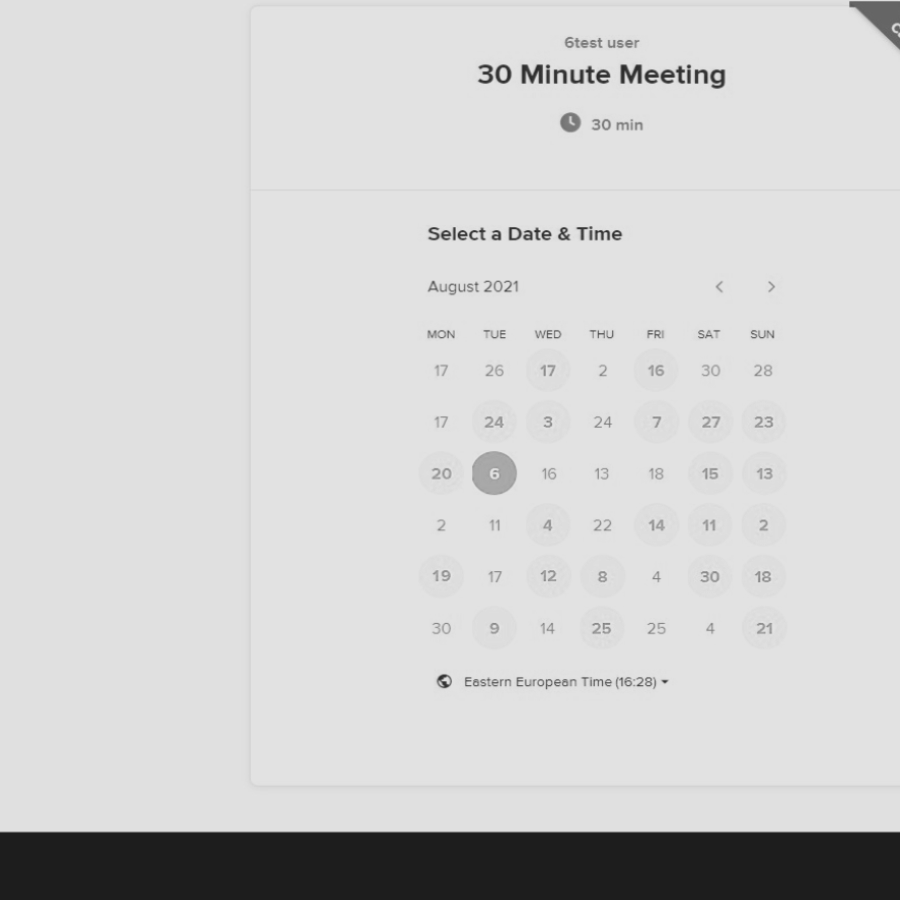 6test user
30 Minute Meeting
30 min
Select a Date & Time
August 2021
MON TUE WED THU FRI SAT SUN
17 26 17 2 16 30 28
17 24 3 24 7 27 23
20 6 16 13 18 15 13
2 11 4 22 14 11 2
19 17 12 8 4 30 18
30 9 14 25 25 4 21
Eastern European Time (16:28)